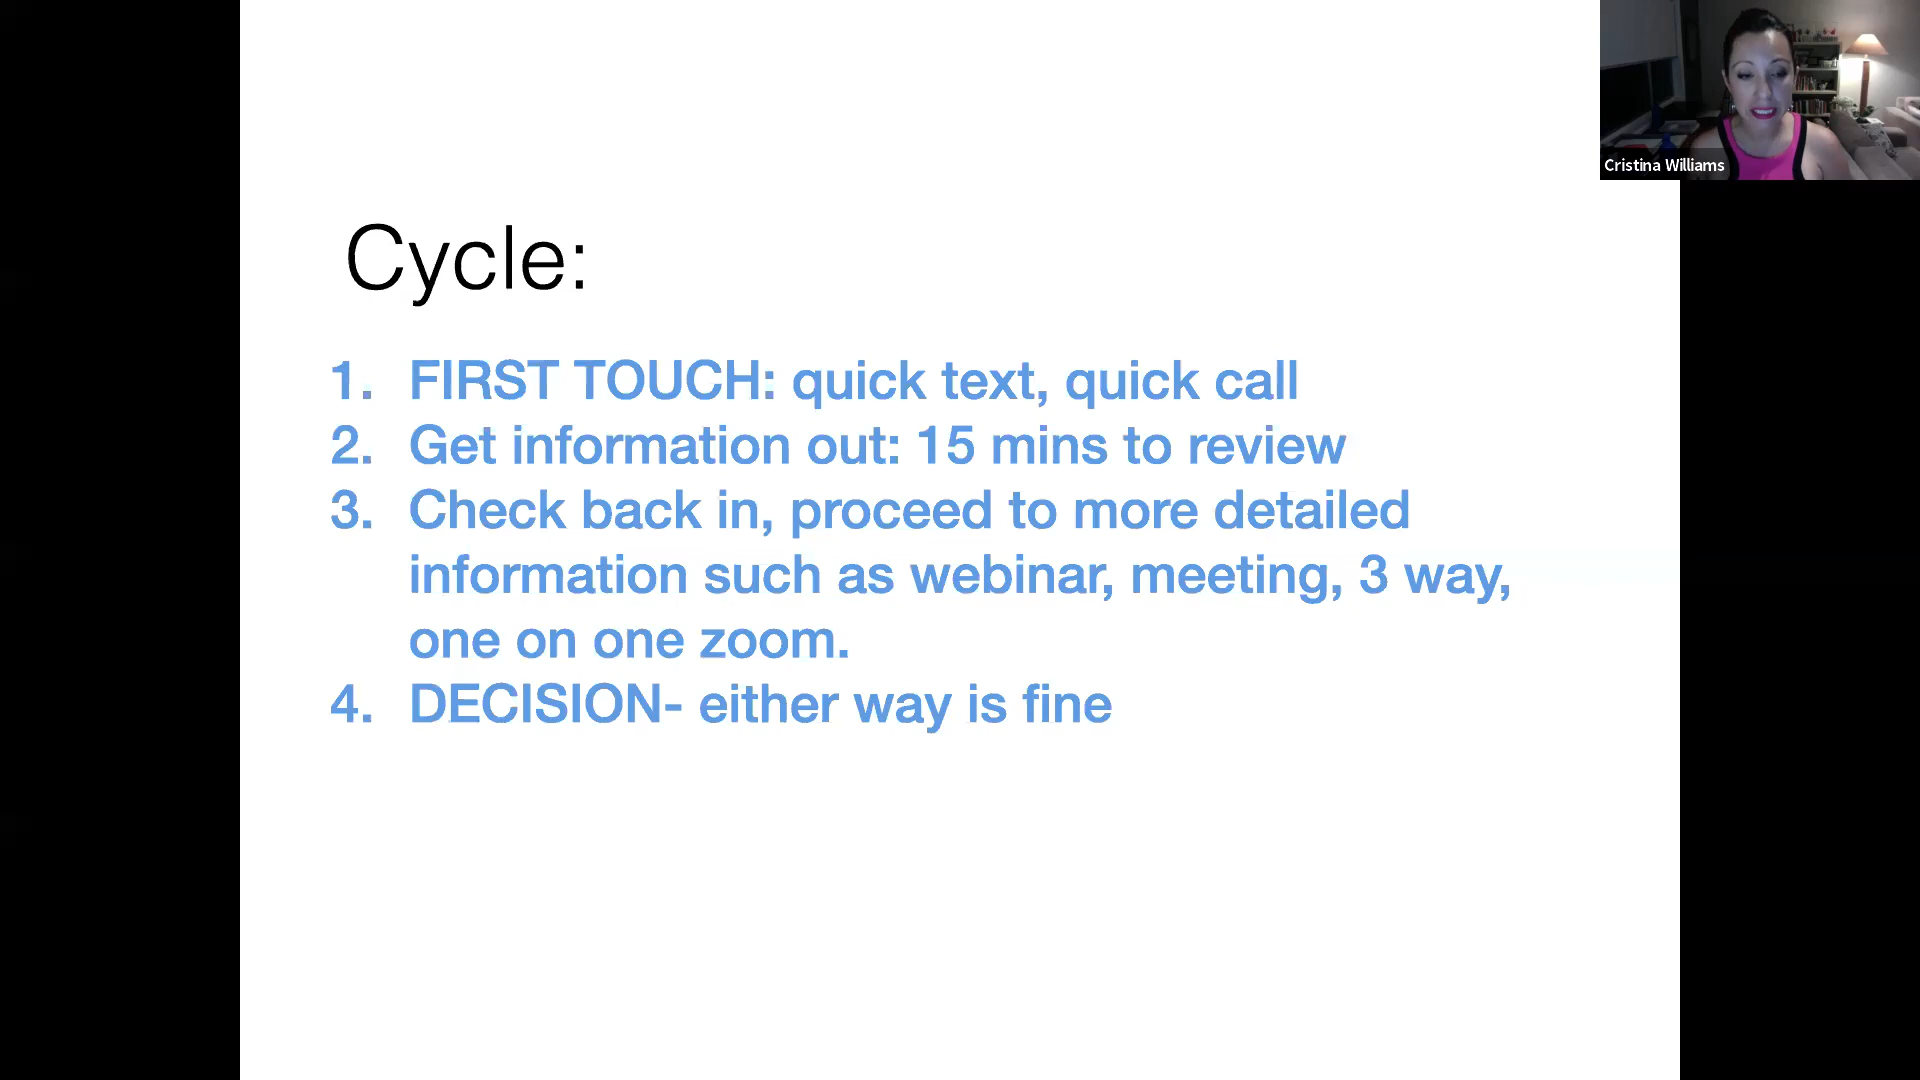 Cristina Williams
Cycle:
1. FIRST TOUCH: quick text, quick call
2. Get information out: 15 mins to review
3. Check back in, proceed to more detailed
information such as webinar, meeting, 3 way,
one on one zoom.
4. DECISION- either way is fine